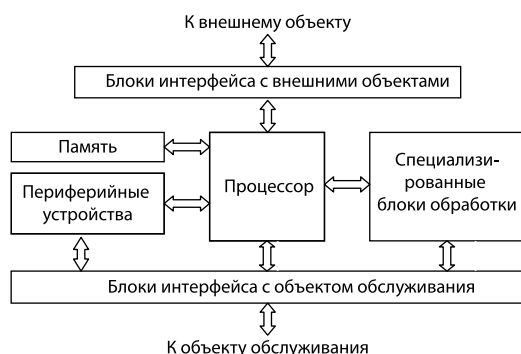 К внешнему объекту
Блоки интерфейса с внешними объектами
Память
Периферийные
устройства
Процессор
Специализи-
рованные
блоки обработки
Блоки интерфейса с объектом обслуживания
К объекту обслуживания